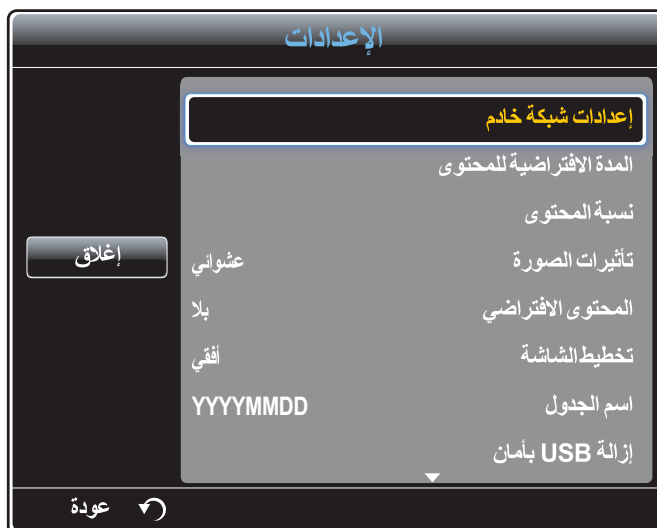 الإعدادات
إعدادات شبكة خادم
المدة الافتراضية للمحتوى
نسبة المحتوى
تأثيرات الصورة عشوائي
المحتوى الافتراضي بلا
تخطيط الشاشة أفقي
اسم الجدول YYYYMMDD
إزالة USB بأمان
إغلاق
عودة